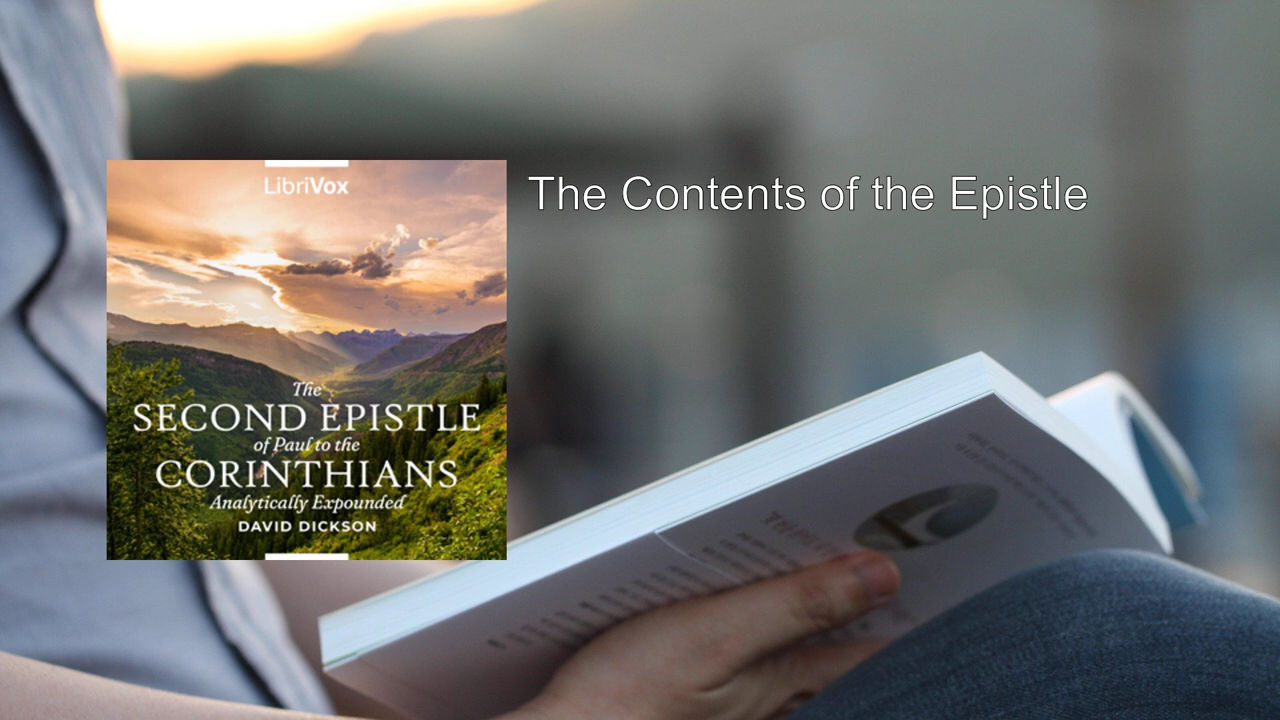 LibriVox
The Contents of the Epistle
The
SECOND EPISTLE
of Paul to the
CORINTHIANS
Analytically Expounded
DAVID DICKSON